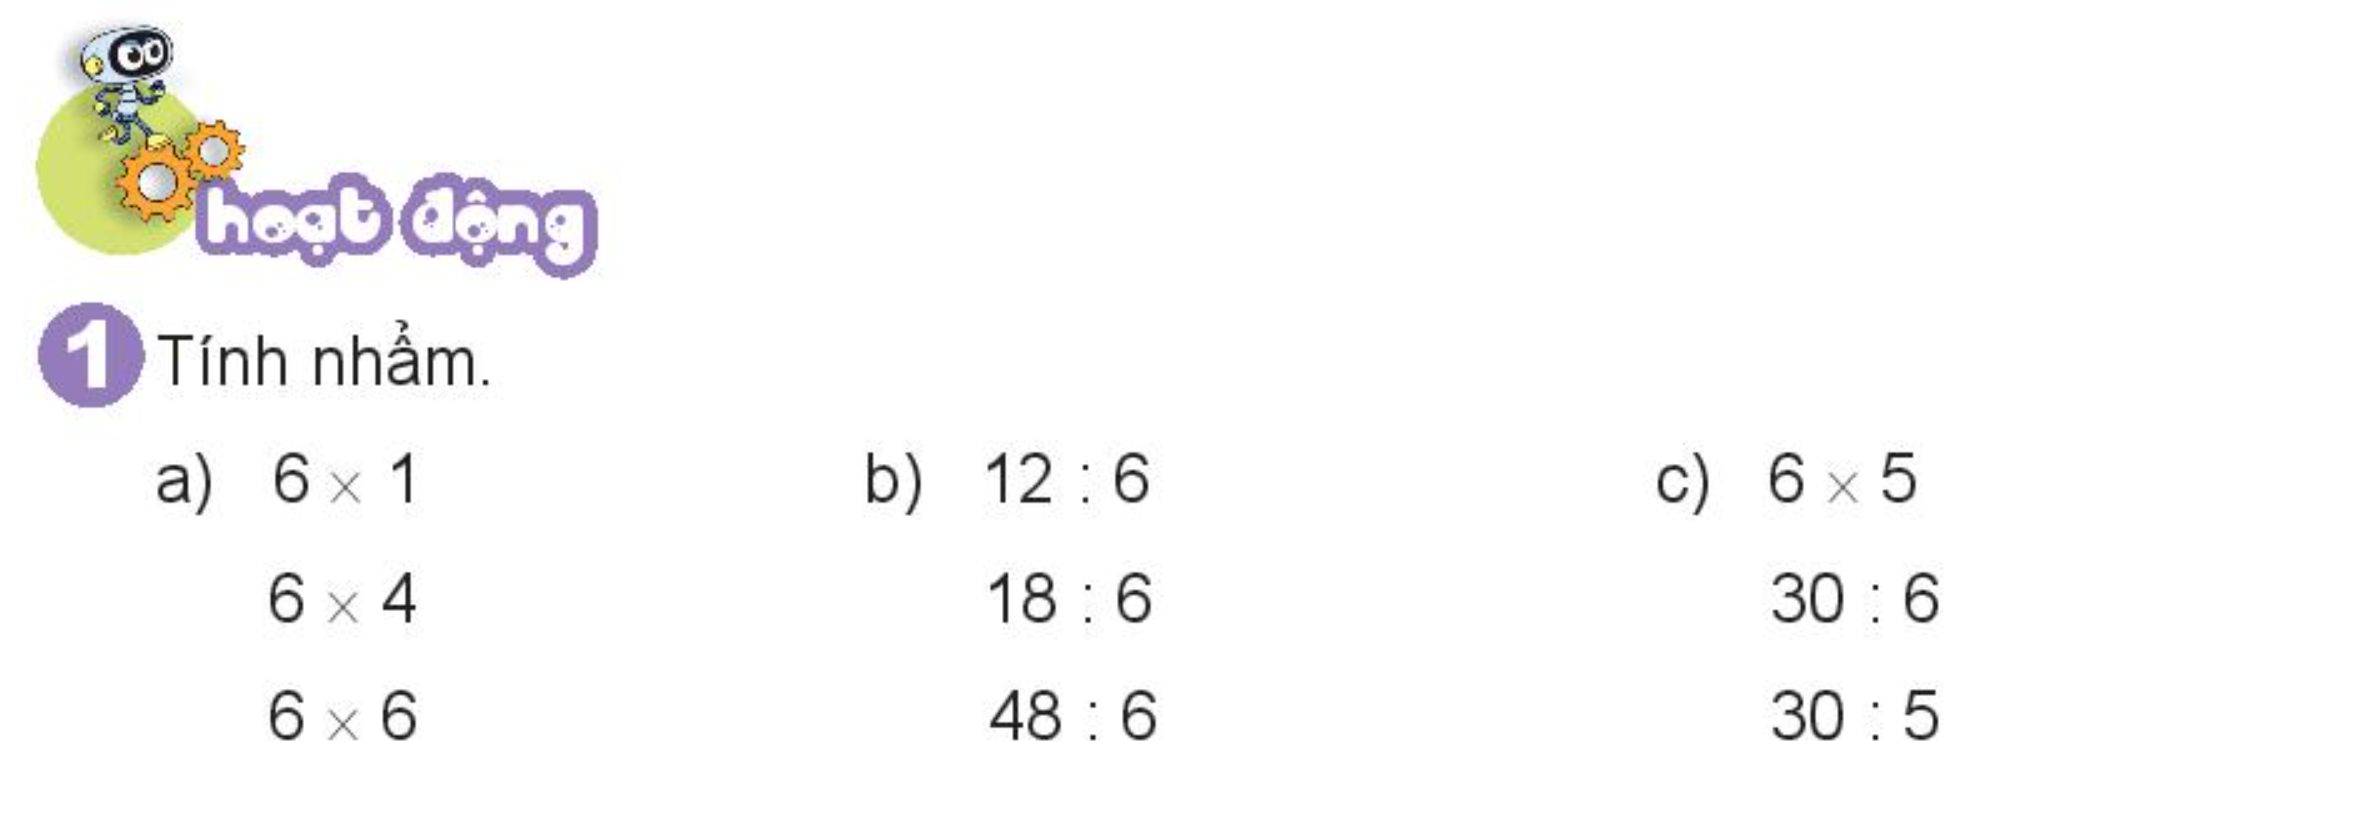 hoạt động
1 Tính nhẩm.
a) 6 × 1 b) 12 : 6 c) 6 × 5
6 × 4 18 : 6 30 : 6
6 × 6 48 : 6 30 : 5